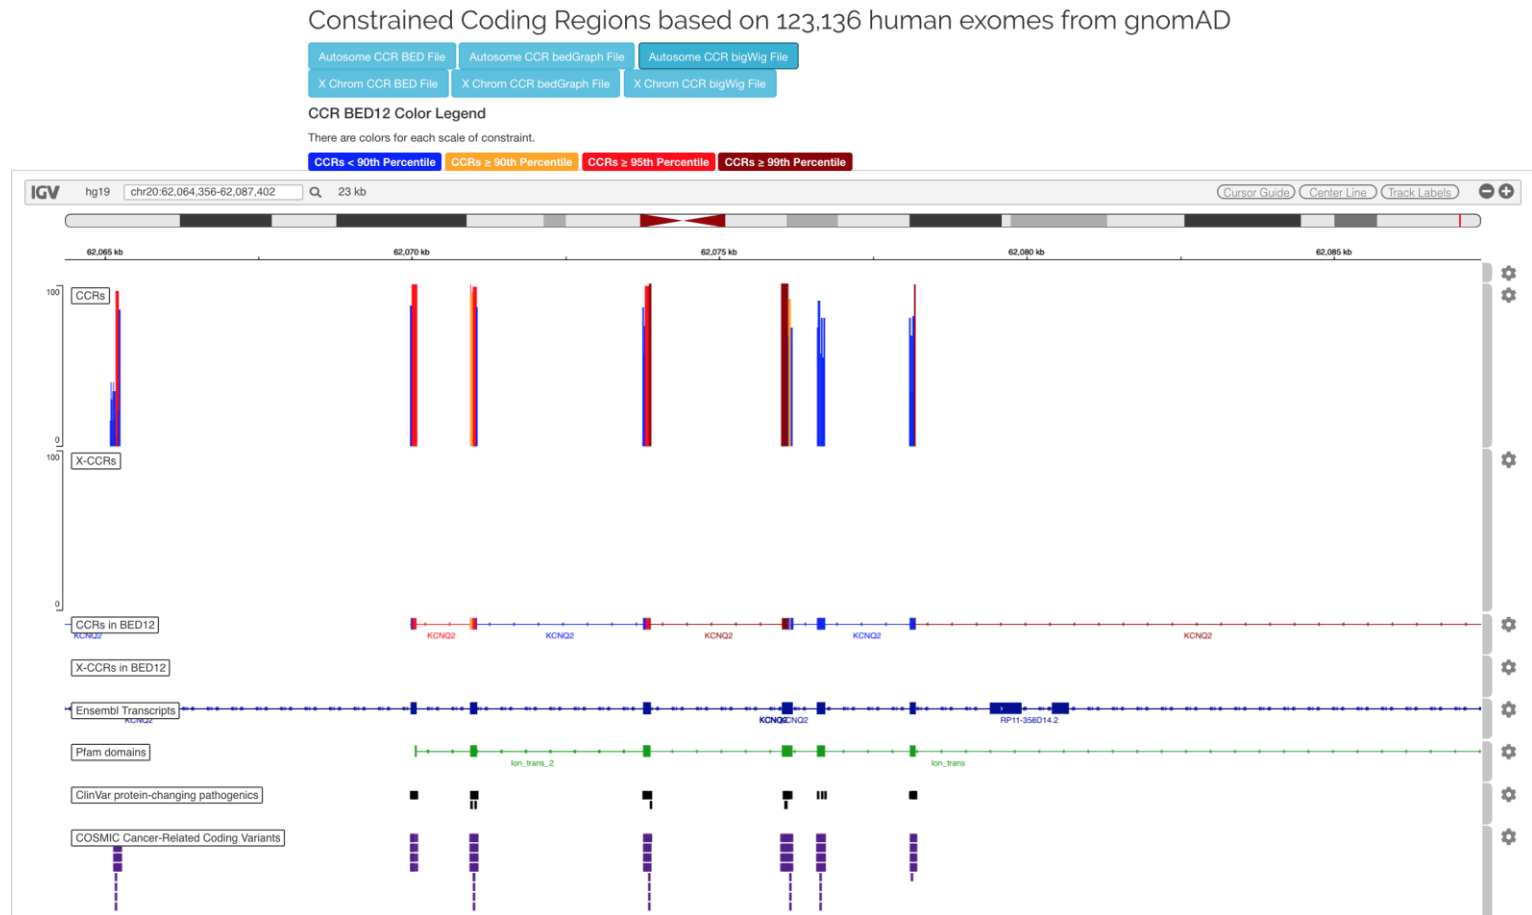 Constrained Coding Regions based on 123,136 human exomes from gnomAD
Autosome CCR BED File Autosome CCR bedGraph File Autosome CCR bigWig File
X Chrom CCR BED File X Chrom CCR bedGraph File X Chrom CCR bigWig File
CCR BED12 Color Legend
There are colors for each scale of constraint.
CCRs < 90th Percentile CCRs ≥ 90th Percentile CCRs ≥ 95th Percentile CCRs ≥ 99th Percentile
IGV hg19 chr20:62,064,356-62,087,402 23 kb Cursor Guide Center Line Track Labels
62,065 kb 62,070 kb 62,075 kb 62,080 kb 62,085 kb
100 CCRs
0
100 X-CCRs
0
CCRs in BED12
KCNQ2 KCNQ2 KCNQ2 KCNQ2 KCNQ2 KCNQ2
X-CCRs in BED12
Ensembl Transcripts
KCNQ2 KCNQ2 KCNQ2 RP11-358D14.2
Pfam domains
Ion_trans_2 Ion_trans
ClinVar protein-changing pathogenics
COSMIC Cancer-Related Coding Variants